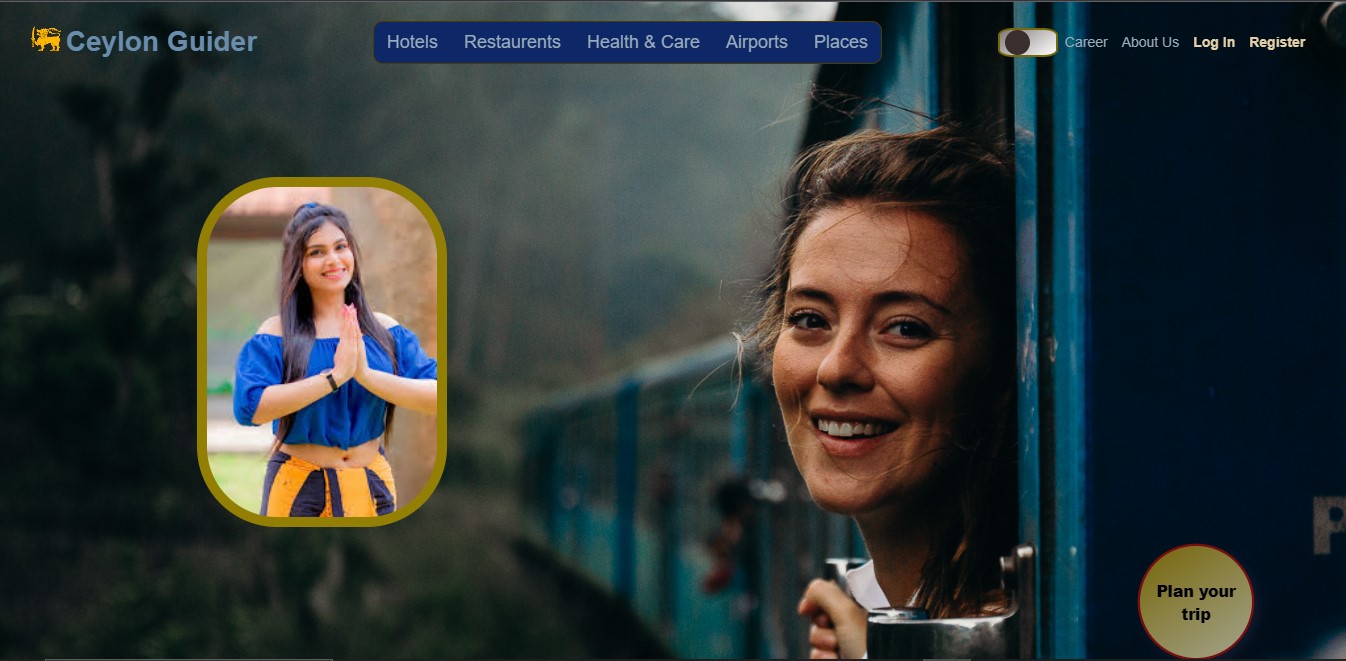 Ceylon Guider
Hotels Restaurents Health & Care Airports Places
Career About Us Log In Register
P
Plan your
trip